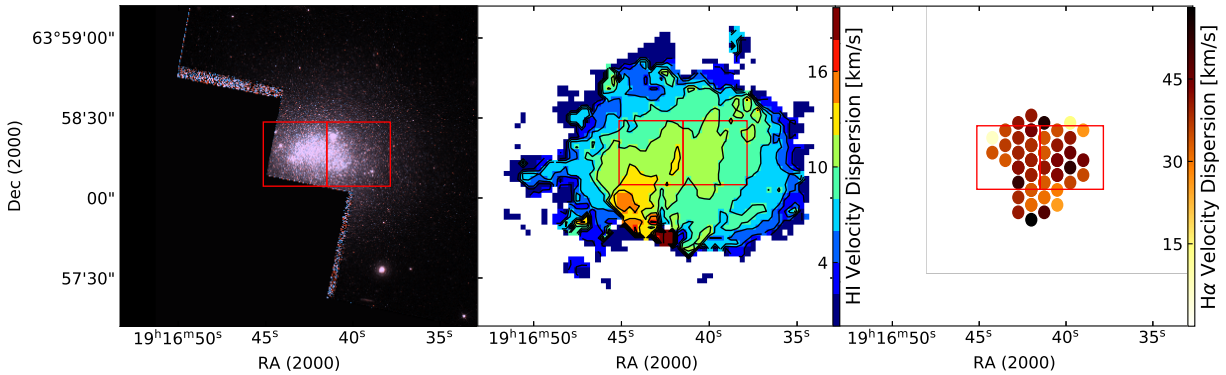 Dec (2000)
63°59'00"
58'30"
00"
57'30"
19ʰ16ᵐ50ˢ 45ˢ 40ˢ 35ˢ
RA (2000)
16
10
4
HI Velocity Dispersion [km/s]
19ʰ16ᵐ50ˢ 45ˢ 40ˢ 35ˢ
RA (2000)
45
30
15
Hα Velocity Dispersion [km/s]
19ʰ16ᵐ50ˢ 45ˢ 40ˢ 35ˢ
RA (2000)